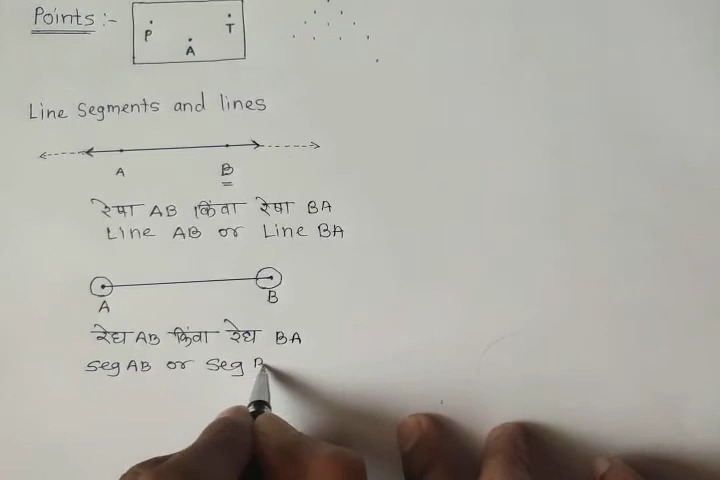 Points :-
P T
A
Line Segments and lines
A B
रेषा AB किंवा रेषा BA
Line AB or Line BA
A B
रेघ AB किंवा रेघ BA
seg AB or seg B